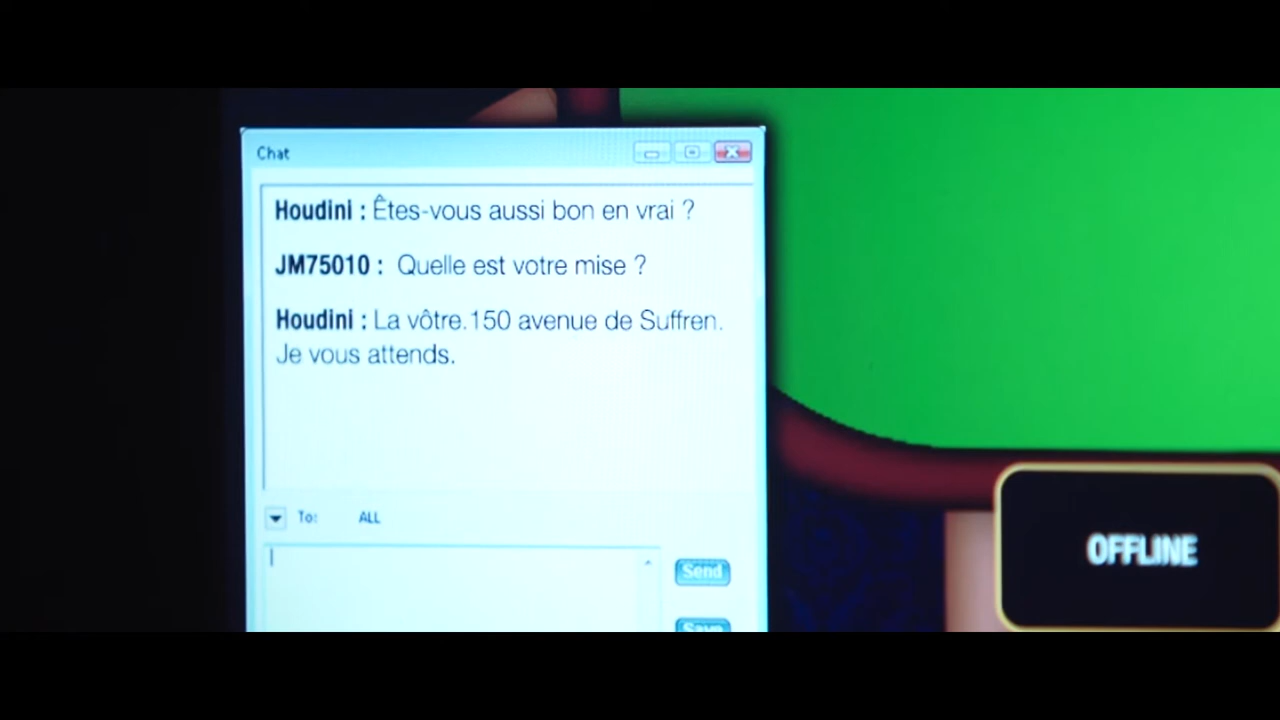 Chat
Houdini : Êtes-vous aussi bon en vrai ?
JM75010 : Quelle est votre mise ?
Houdini : La vôtre.150 avenue de Suffren.
Je vous attends.
To: ALL
Send
Save
OFFLINE